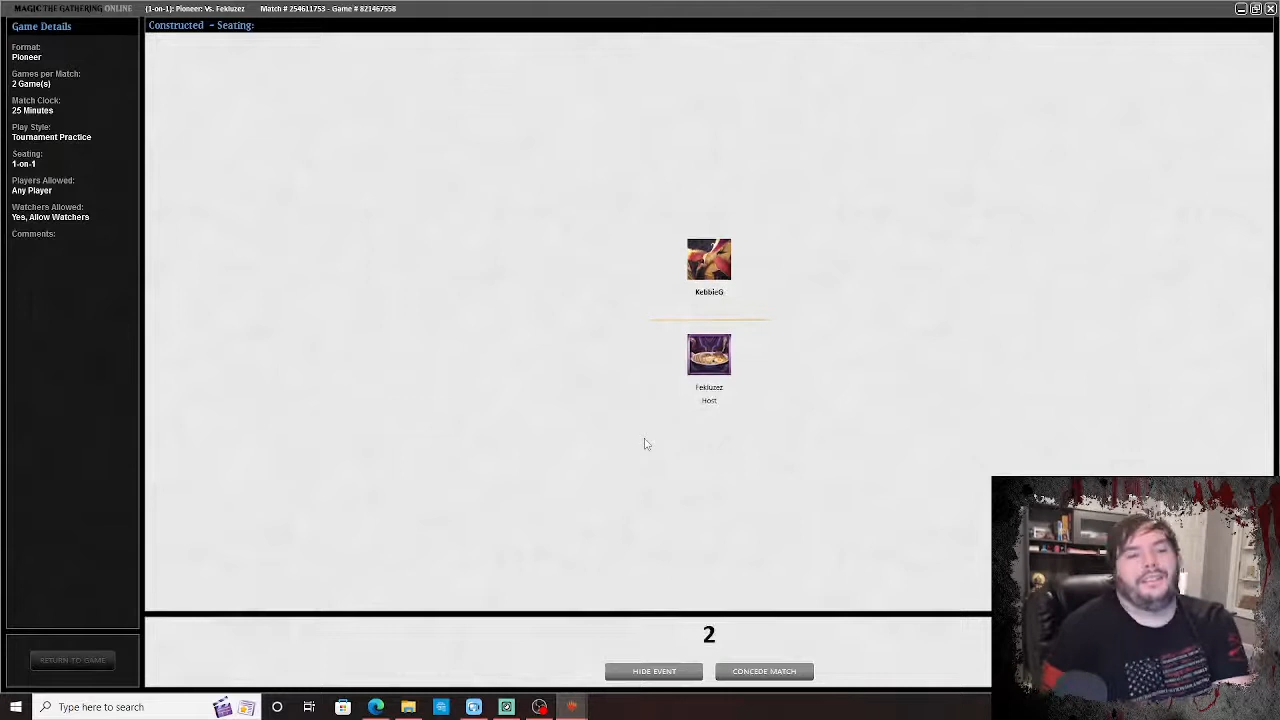 MAGIC THE GATHERING ONLINE (1-on-1): Pioneer: Vs. Fekluzez Match # 254611753 - Game # 821467558
Game Details
Format:
Pioneer
Games per Match:
2 Game(s)
Match Clock:
25 Minutes
Play Style:
Tournament Practice
Seating:
1-on-1
Players Allowed:
Any Player
Watchers Allowed:
Yes, Allow Watchers
Comments:
RETURN TO GAME
Constructed - Seating:
KebbieG
Fekluzez
Host
2
HIDE EVENT CONCEDE MATCH
Type here to search